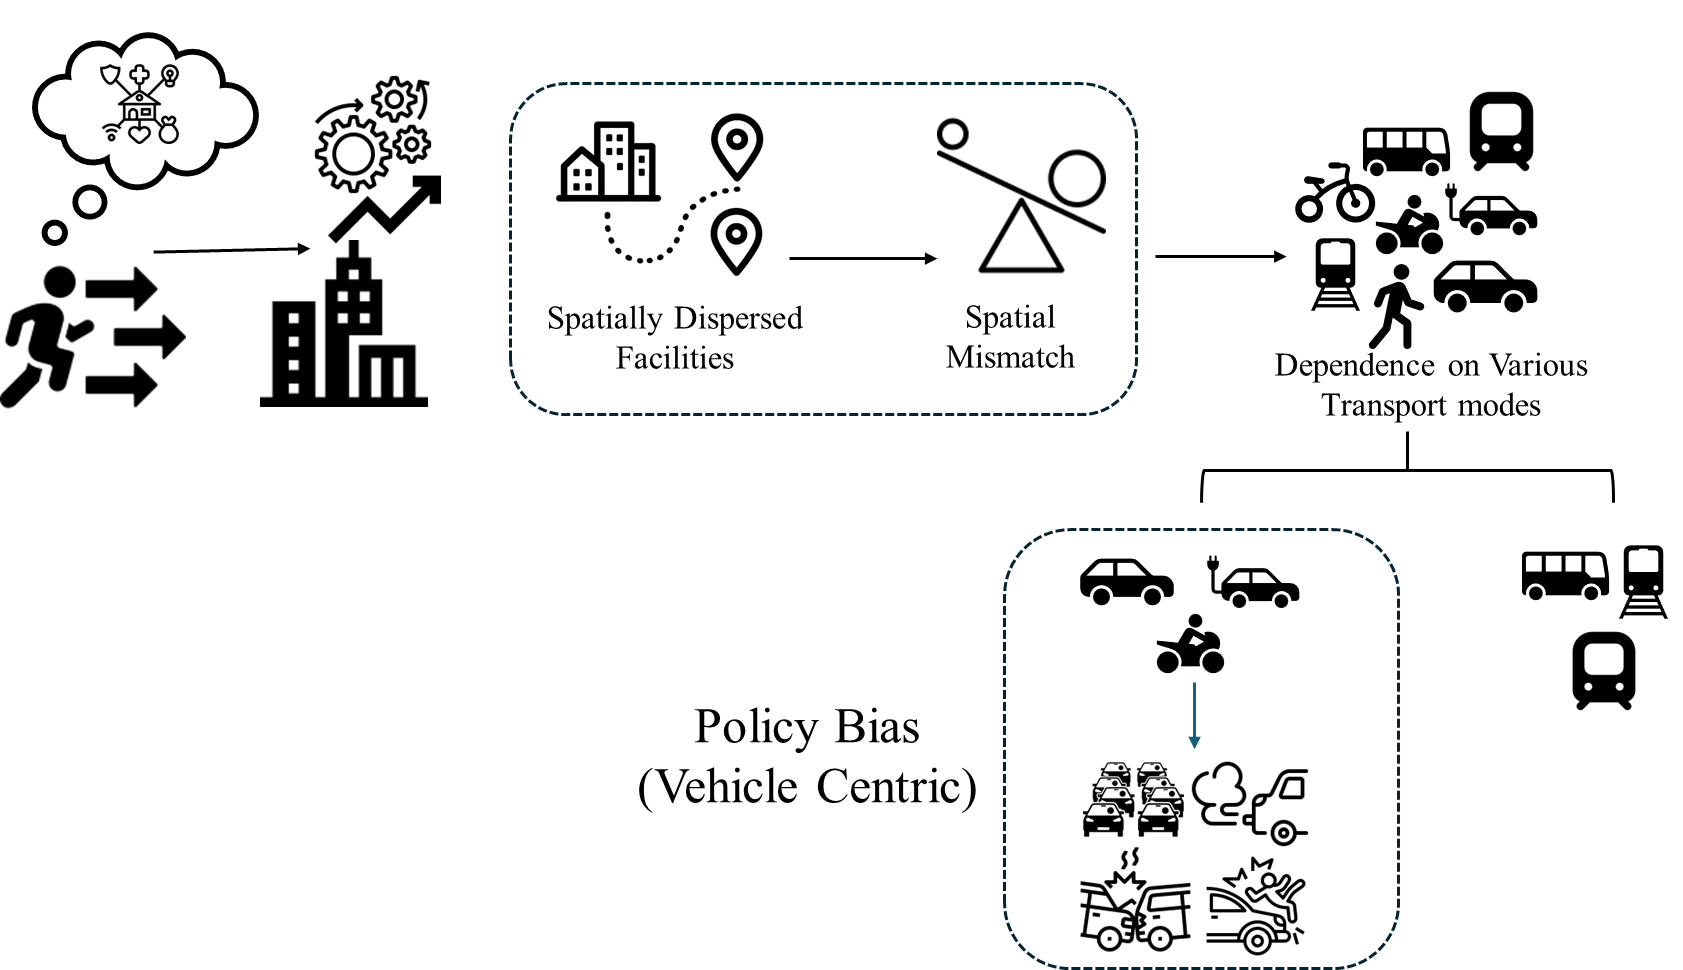 Spatially Dispersed
Facilities
Spatial
Mismatch
Dependence on Various
Transport modes
Policy Bias
(Vehicle Centric)